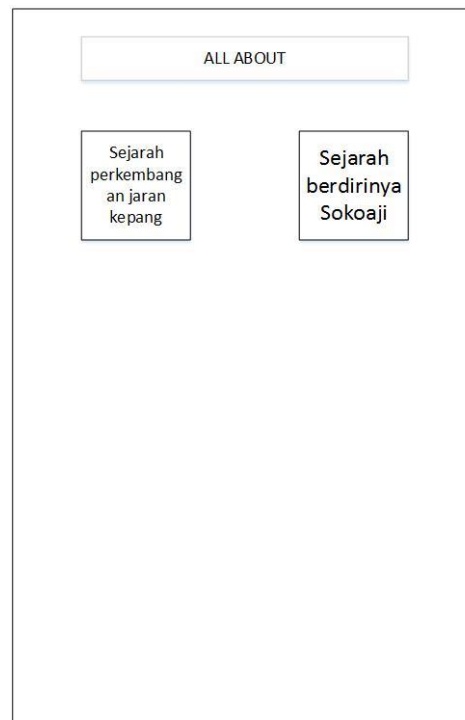 ALL ABOUT
Sejarah
perkembang
an jaran
kepang
Sejarah
berdirinya
Sokoaji